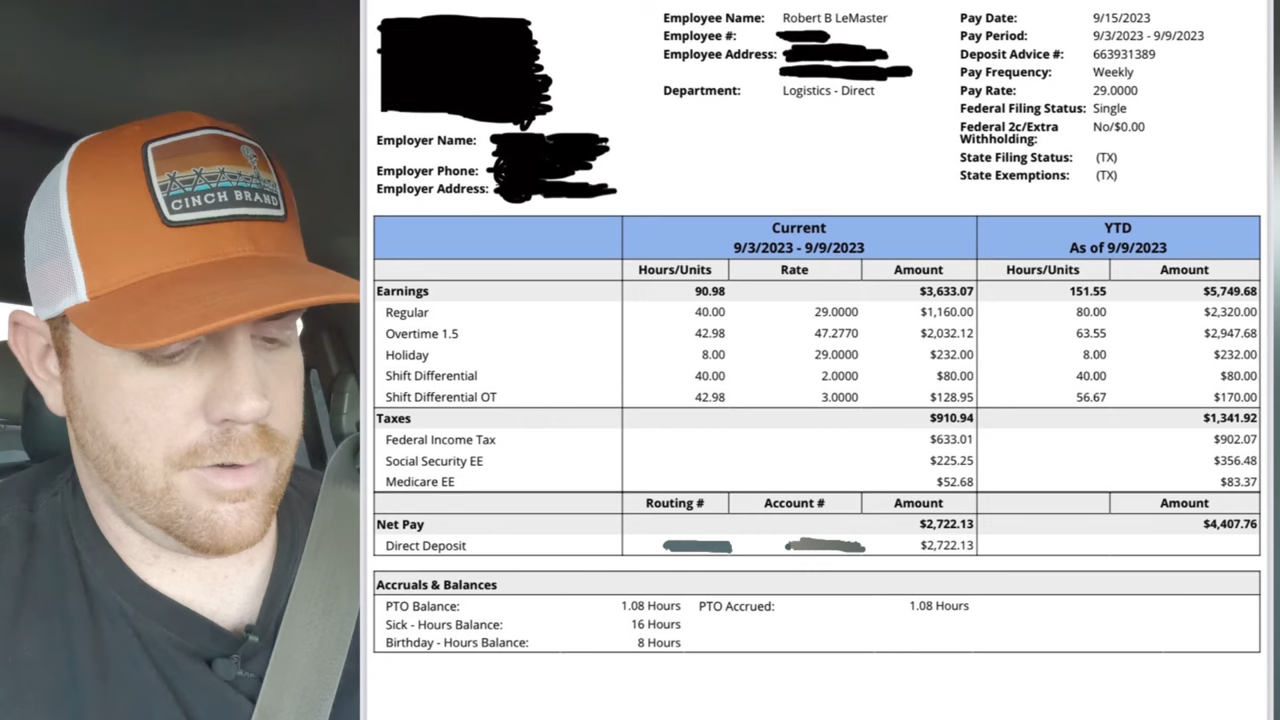 CINCH BRAND
Employee Name: Robert B LeMaster
Employee #:
Employee Address:
Department: Logistics - Direct
Employer Name:
Employer Phone:
Employer Address:
Pay Date: 9/15/2023
Pay Period: 9/3/2023 - 9/9/2023
Deposit Advice #: 663931389
Pay Frequency: Weekly
Pay Rate: 29.0000
Federal Filing Status: Single
Federal 2c/Extra No/$0.00
Withholding:
State Filing Status: (TX)
State Exemptions: (TX)
Current YTD
9/3/2023 - 9/9/2023 As of 9/9/2023
Hours/Units Rate Amount Hours/Units Amount
Earnings 90.98 $3,633.07 151.55 $5,749.68
Regular 40.00 29.0000 $1,160.00 80.00 $2,320.00
Overtime 1.5 42.98 47.2770 $2,032.12 63.55 $2,947.68
Holiday 8.00 29.0000 $232.00 8.00 $232.00
Shift Differential 40.00 2.0000 $80.00 40.00 $80.00
Shift Differential OT 42.98 3.0000 $128.95 56.67 $170.00
Taxes $910.94 $1,341.92
Federal Income Tax $633.01 $902.07
Social Security EE $225.25 $356.48
Medicare EE $52.68 $83.37
Routing # Account # Amount Amount
Net Pay $2,722.13 $4,407.76
Direct Deposit $2,722.13
Accruals & Balances
PTO Balance: 1.08 Hours PTO Accrued: 1.08 Hours
Sick - Hours Balance: 16 Hours
Birthday - Hours Balance: 8 Hours